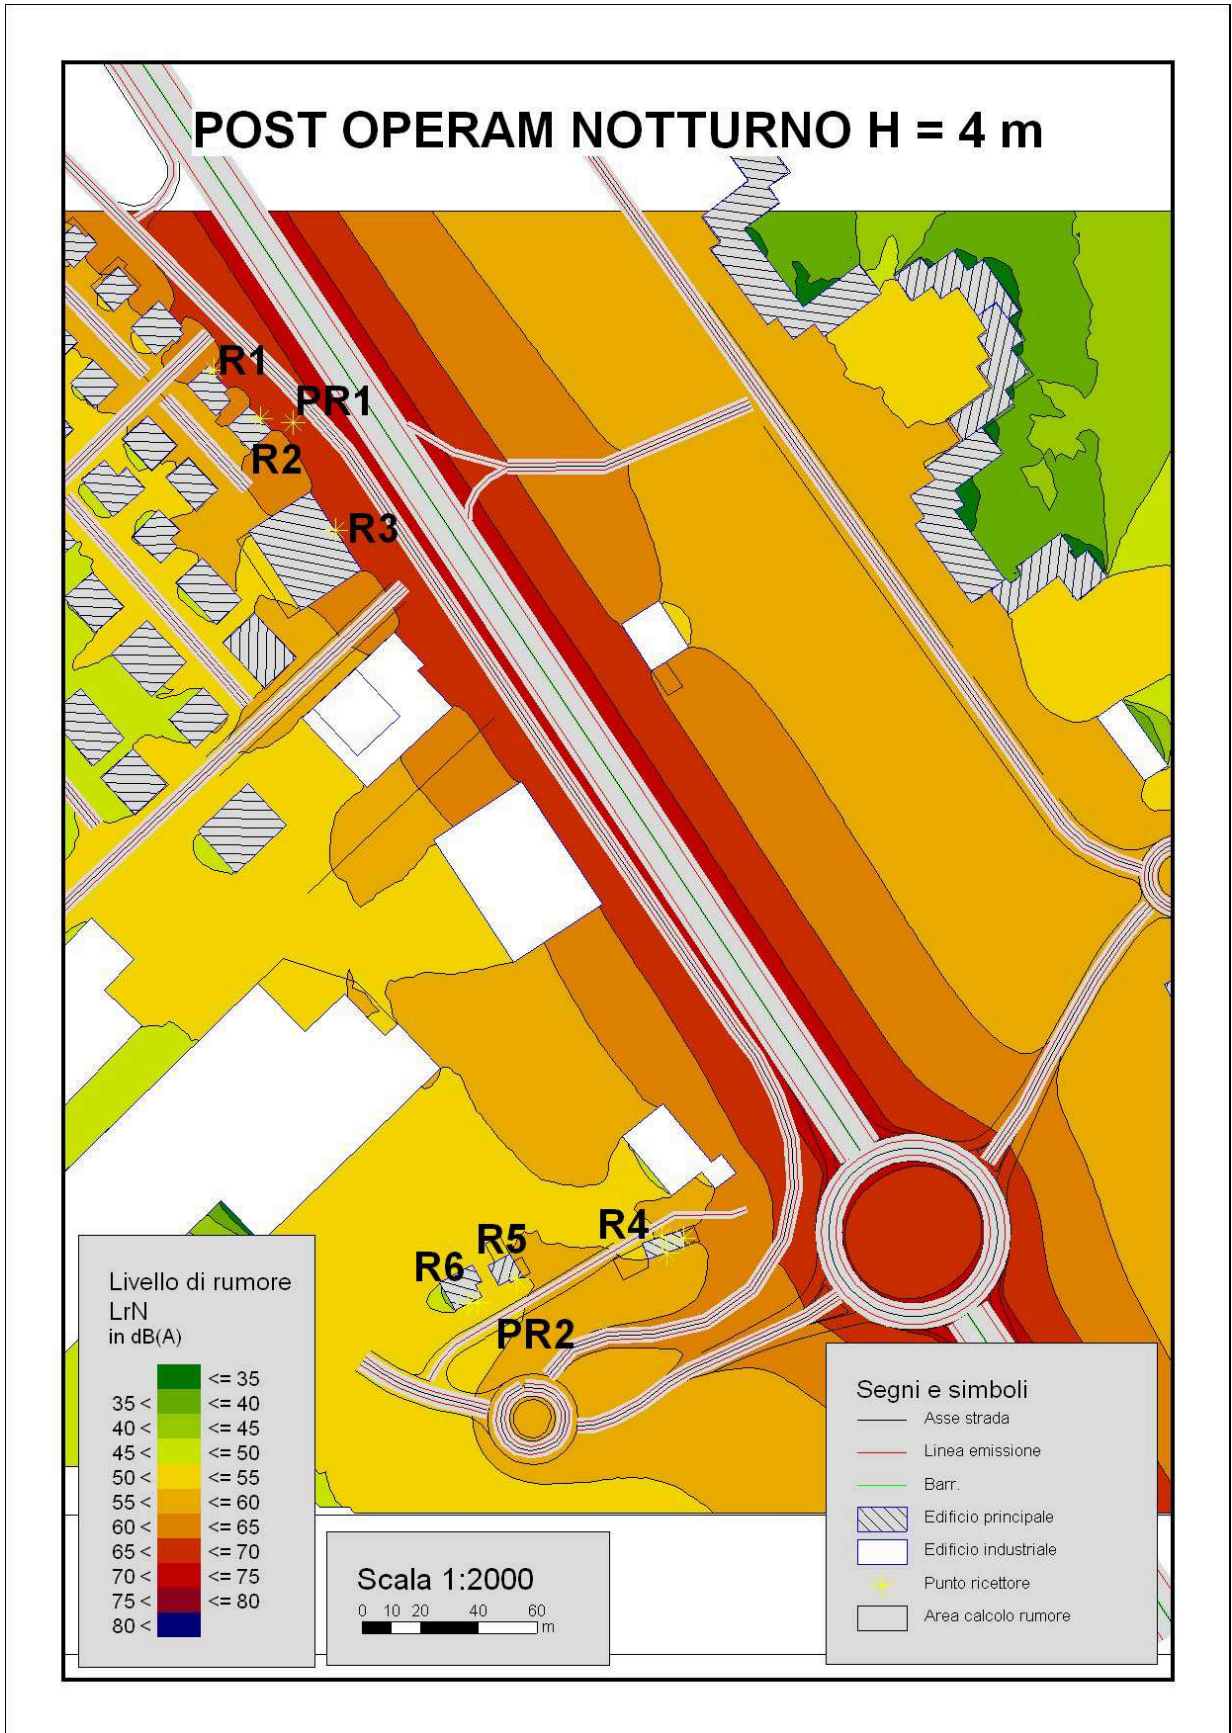 POST OPERAM NOTTURNO H = 4 m
R1
PR1
R2
R3
R4
R5
R6
PR2
Livello di rumore
LrN
in dB(A)
<= 35
35 < <= 40
40 < <= 45
45 < <= 50
50 < <= 55
55 < <= 60
60 < <= 65
65 < <= 70
70 < <= 75
75 < <= 80
80 <
Scala 1:2000
0 10 20 40 60
m
Segni e simboli
Asse strada
Linea emissione
Barr.
Edificio principale
Edificio industriale
Punto ricettore
Area calcolo rumore